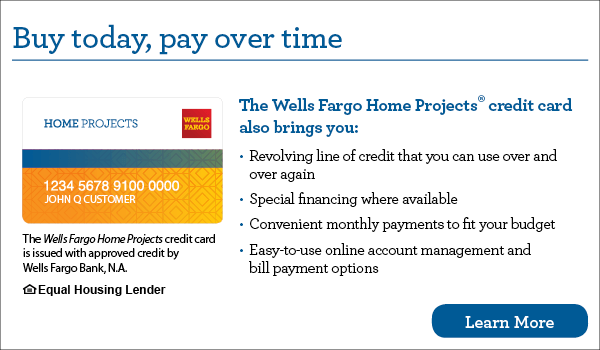 Buy today, pay over time
HOME PROJECTS
WELLS
FARGO
1234 5678 9100 0000
JOHN Q CUSTOMER
The Wells Fargo Home Projects credit card
is issued with approved credit by
Wells Fargo Bank, N.A.
Equal Housing Lender
The Wells Fargo Home Projects® credit card
also brings you:
• Revolving line of credit that you can use over and
over again
• Special financing where available
• Convenient monthly payments to fit your budget
• Easy-to-use online account management and
bill payment options
Learn More